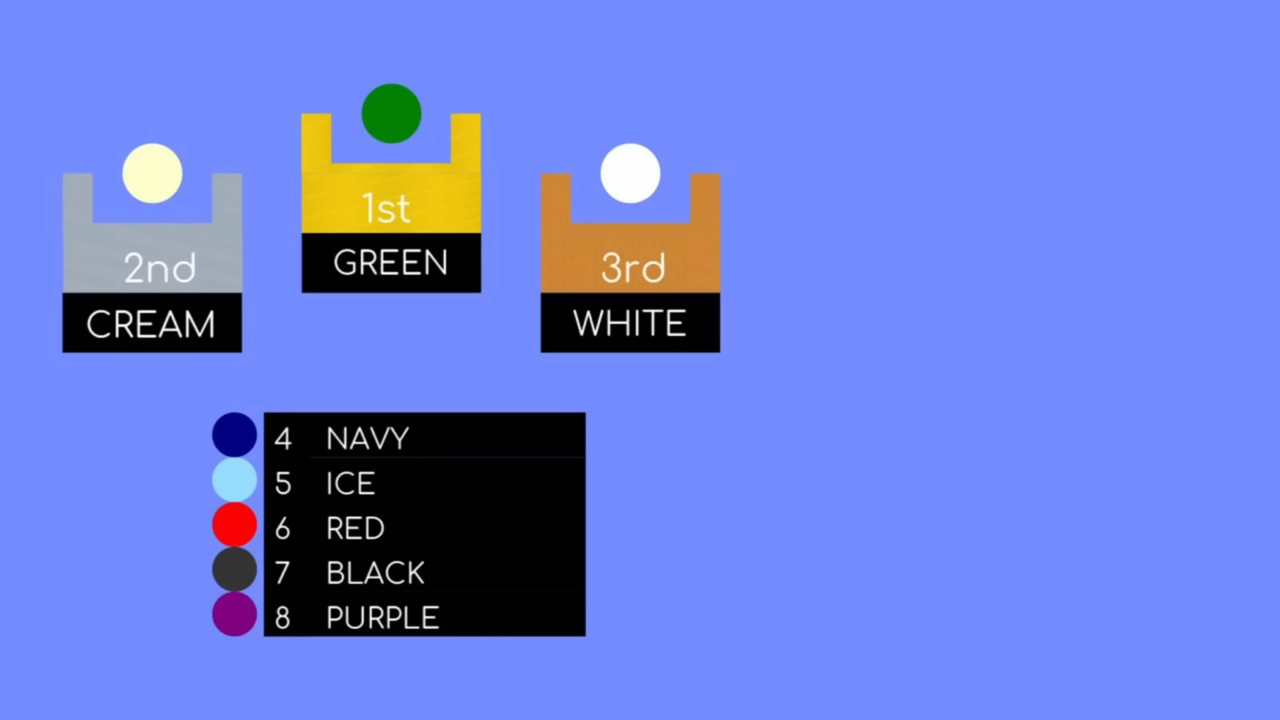 1st
GREEN
2nd
CREAM
3rd
WHITE
4 NAVY
5 ICE
6 RED
7 BLACK
8 PURPLE